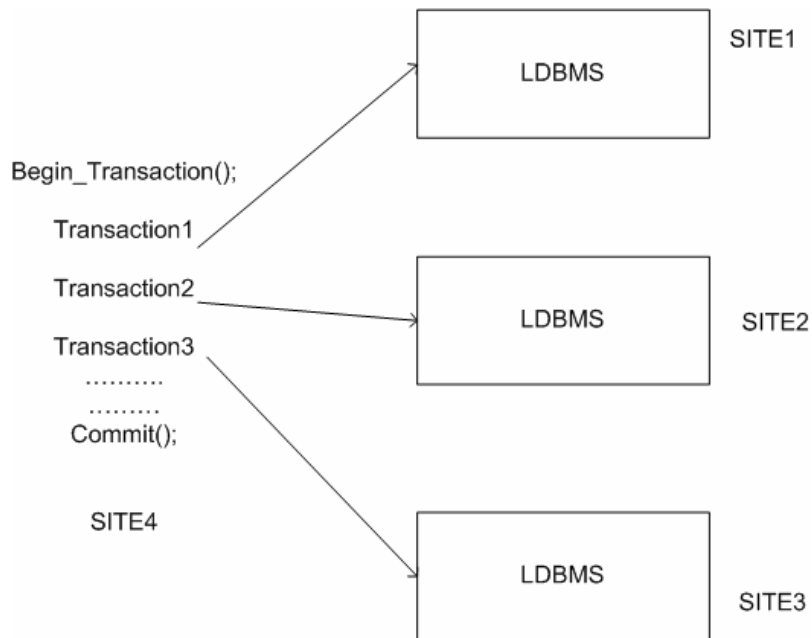 SITE1
LDBMS
Begin_Transaction();
Transaction1
Transaction2
LDBMS
SITE2
Transaction3
..........
.........
Commit();
SITE4
LDBMS
SITE3